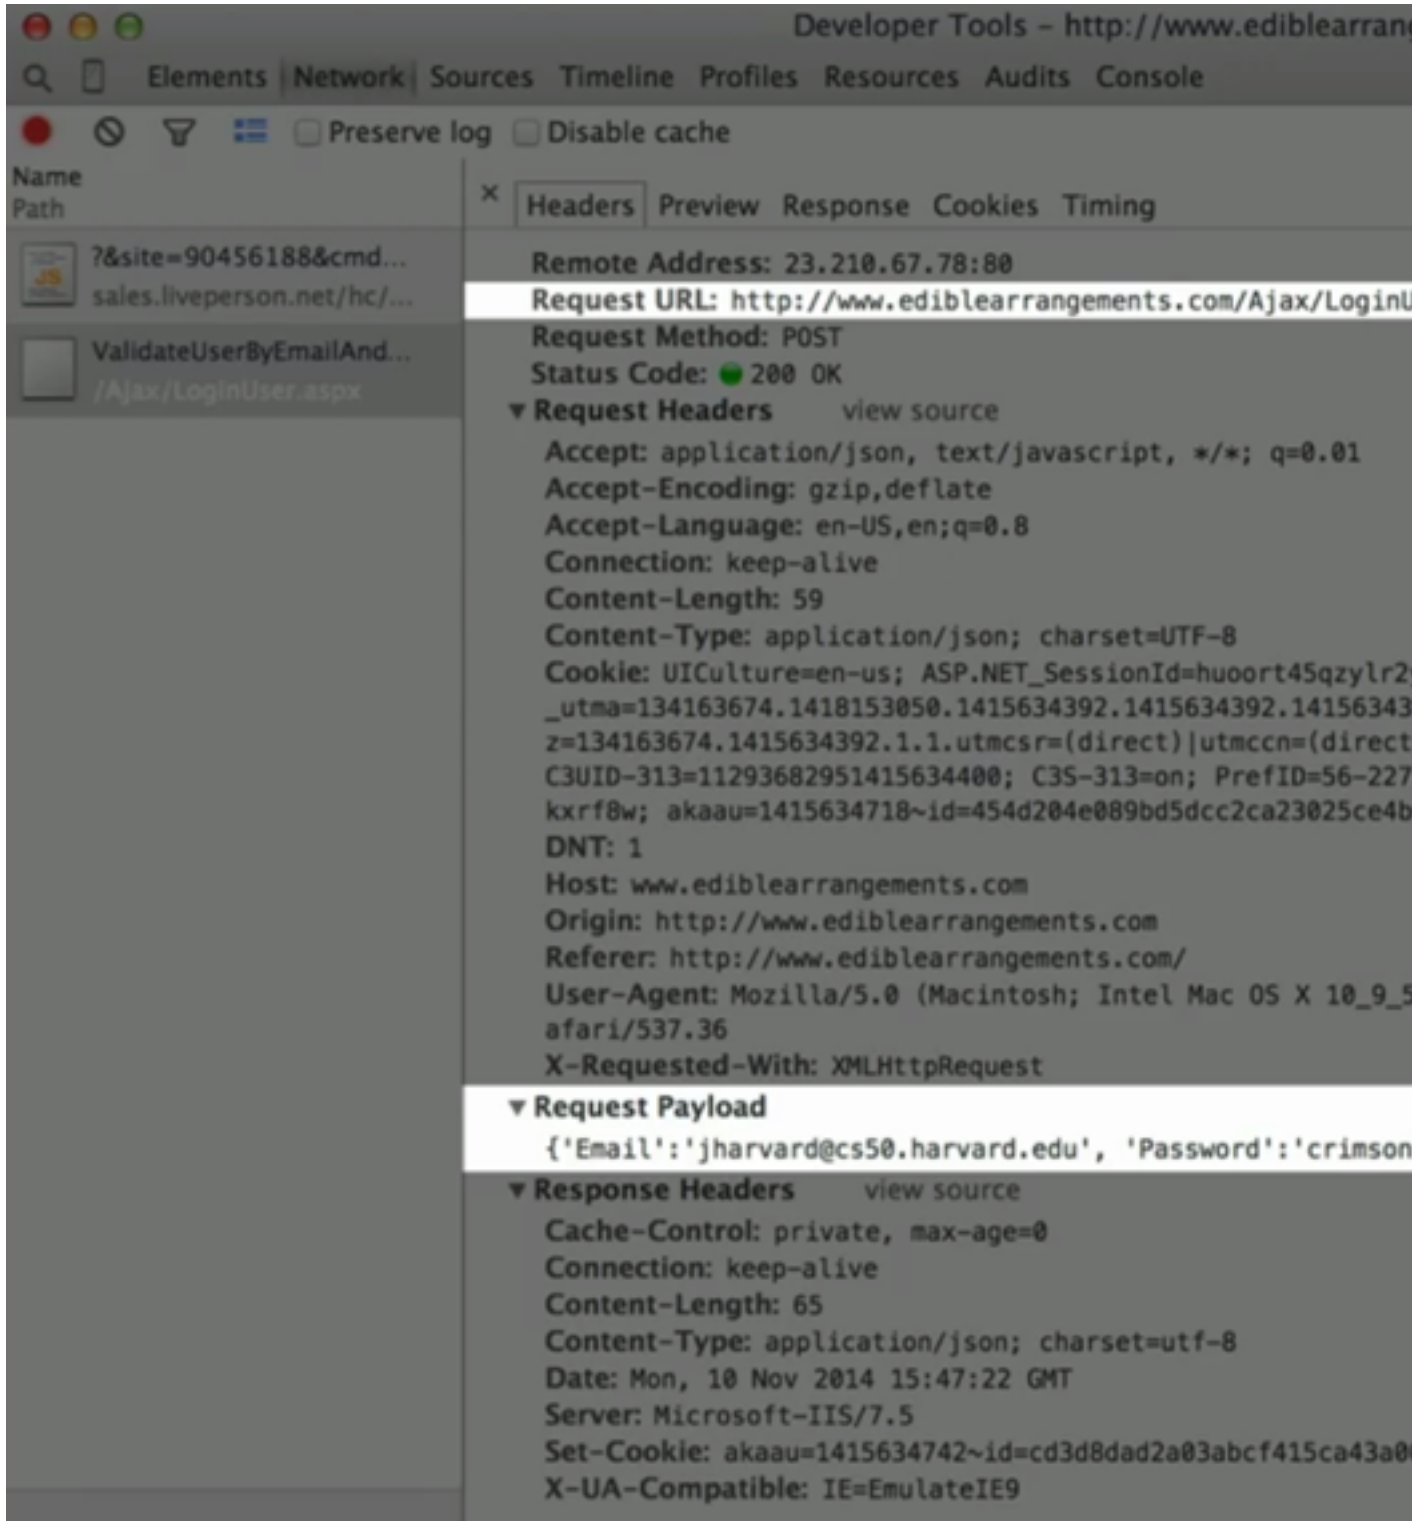 Developer Tools – http://www.ediblearrang
Elements Network Sources Timeline Profiles Resources Audits Console
Preserve log Disable cache
Name
Path
?&site=90456188&cmd...
sales.liveperson.net/hc/...
ValidateUserByEmailAnd...
/Ajax/LoginUser.aspx
× Headers Preview Response Cookies Timing
Remote Address: 23.210.67.78:80
Request URL: http://www.ediblearrangements.com/Ajax/LoginU
Request Method: POST
Status Code: 200 OK
▼ Request Headers view source
Accept: application/json, text/javascript, */*; q=0.01
Accept-Encoding: gzip,deflate
Accept-Language: en-US,en;q=0.8
Connection: keep-alive
Content-Length: 59
Content-Type: application/json; charset=UTF-8
Cookie: UICulture=en-us; ASP.NET_SessionId=huoort45qzylr2
_utma=134163674.1418153050.1415634392.1415634392.14156343
z=134163674.1415634392.1.1.utmcsr=(direct)|utmccn=(direct
C3UID-313=11293682951415634400; C3S-313=on; PrefID=56-227
kxrf8w; akaau=1415634718~id=454d204e089bd5dcc2ca23025ce4b
DNT: 1
Host: www.ediblearrangements.com
Origin: http://www.ediblearrangements.com
Referer: http://www.ediblearrangements.com/
User-Agent: Mozilla/5.0 (Macintosh; Intel Mac OS X 10_9_5
afari/537.36
X-Requested-With: XMLHttpRequest
▼ Request Payload
{'Email':'jharvard@cs50.harvard.edu', 'Password':'crimson
▼ Response Headers view source
Cache-Control: private, max-age=0
Connection: keep-alive
Content-Length: 65
Content-Type: application/json; charset=utf-8
Date: Mon, 10 Nov 2014 15:47:22 GMT
Server: Microsoft-IIS/7.5
Set-Cookie: akaau=1415634742~id=cd3d8dad2a03abcf415ca43a0
X-UA-Compatible: IE=EmulateIE9